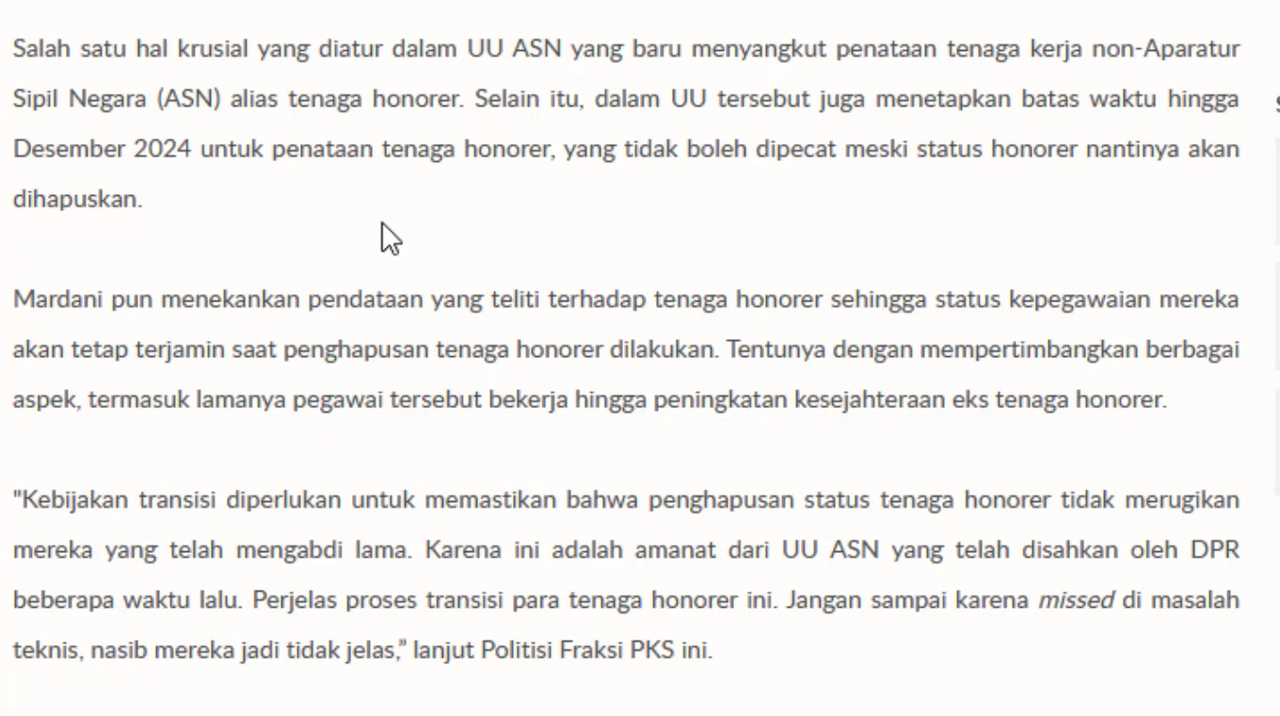 Salah satu hal krusial yang diatur dalam UU ASN yang baru menyangkut penataan tenaga kerja non-Aparatur
Sipil Negara (ASN) alias tenaga honorer. Selain itu, dalam UU tersebut juga menetapkan batas waktu hingga
Desember 2024 untuk penataan tenaga honorer, yang tidak boleh dipecat meski status honorer nantinya akan
dihapuskan.
Mardani pun menekankan pendataan yang teliti terhadap tenaga honorer sehingga status kepegawaian mereka
akan tetap terjamin saat penghapusan tenaga honorer dilakukan. Tentunya dengan mempertimbangkan berbagai
aspek, termasuk lamanya pegawai tersebut bekerja hingga peningkatan kesejahteraan eks tenaga honorer.
"Kebijakan transisi diperlukan untuk memastikan bahwa penghapusan status tenaga honorer tidak merugikan
mereka yang telah mengabdi lama. Karena ini adalah amanat dari UU ASN yang telah disahkan oleh DPR
beberapa waktu lalu. Perjelas proses transisi para tenaga honorer ini. Jangan sampai karena missed di masalah
teknis, nasib mereka jadi tidak jelas,” lanjut Politisi Fraksi PKS ini.